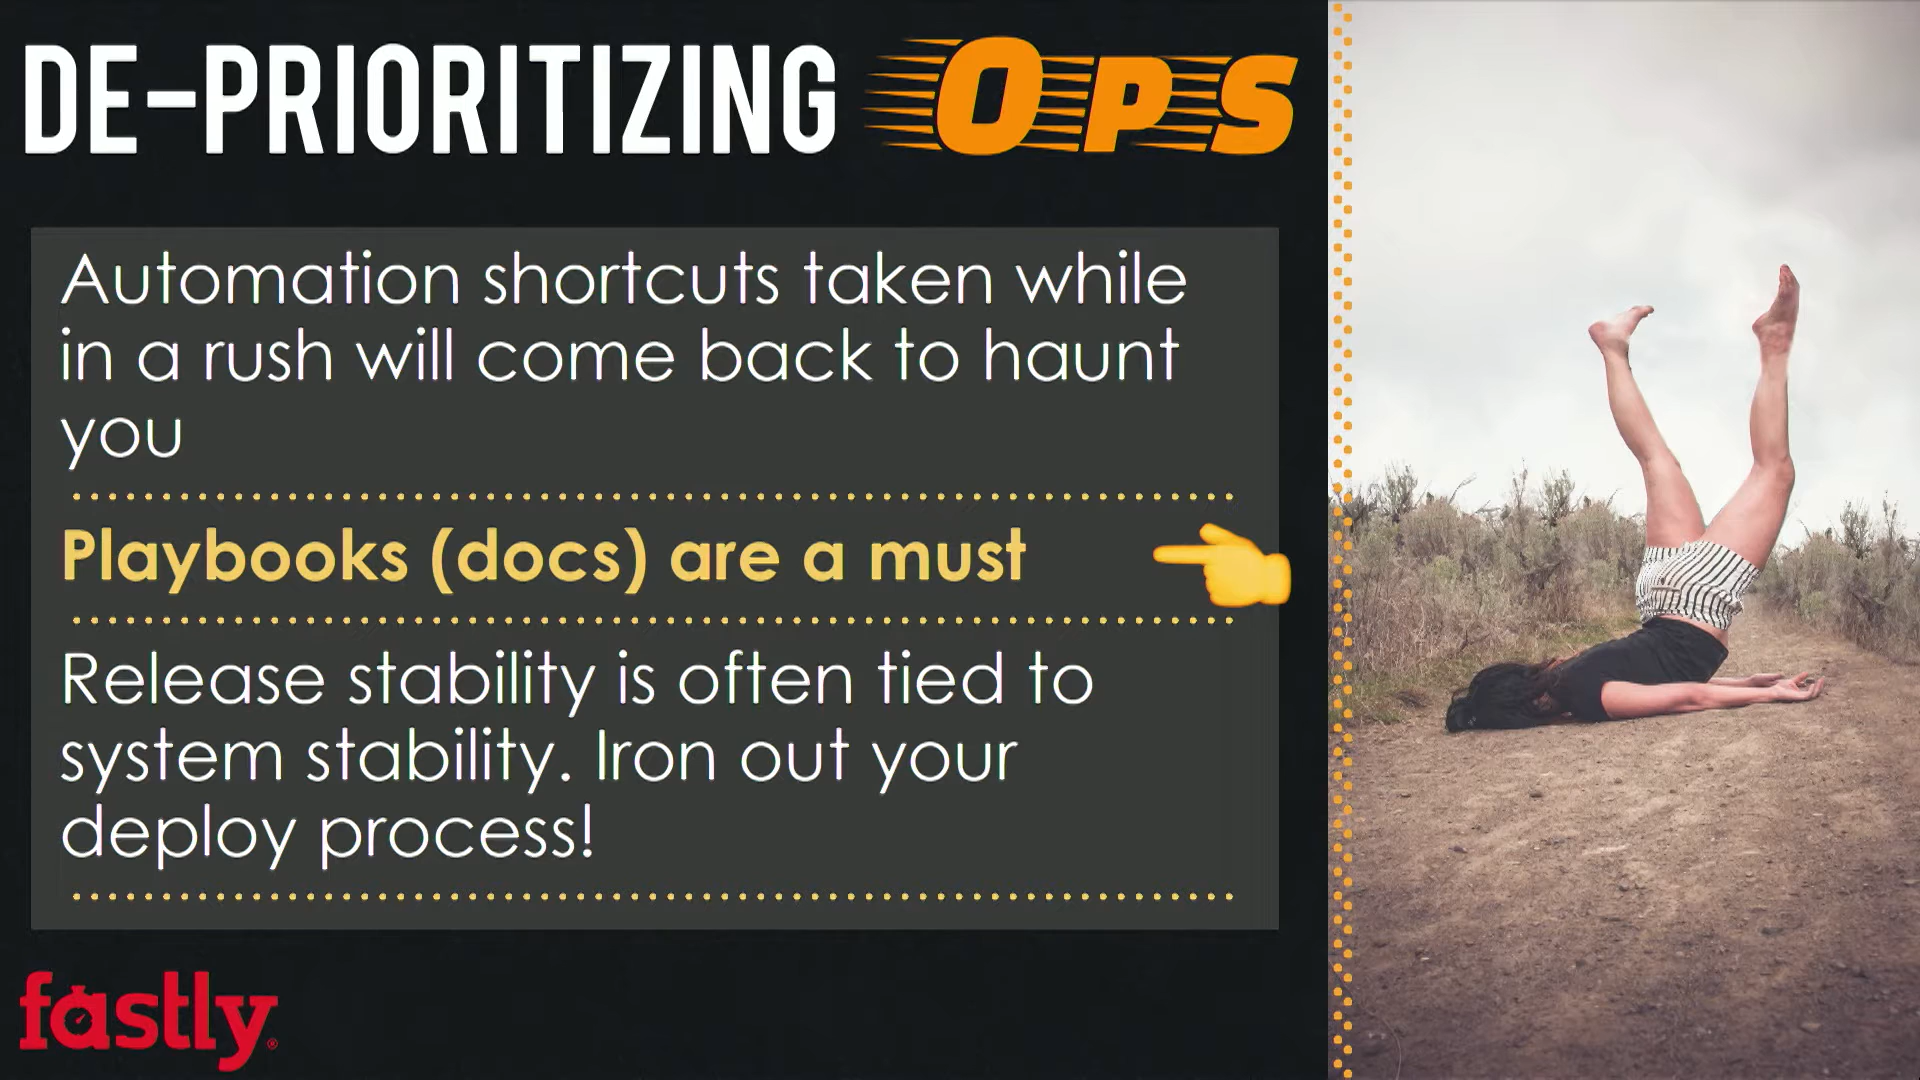 DE-PRIORITIZING OPS
Automation shortcuts taken while
in a rush will come back to haunt
you
Playbooks (docs) are a must
Release stability is often tied to
system stability. Iron out your
deploy process!
fastly®